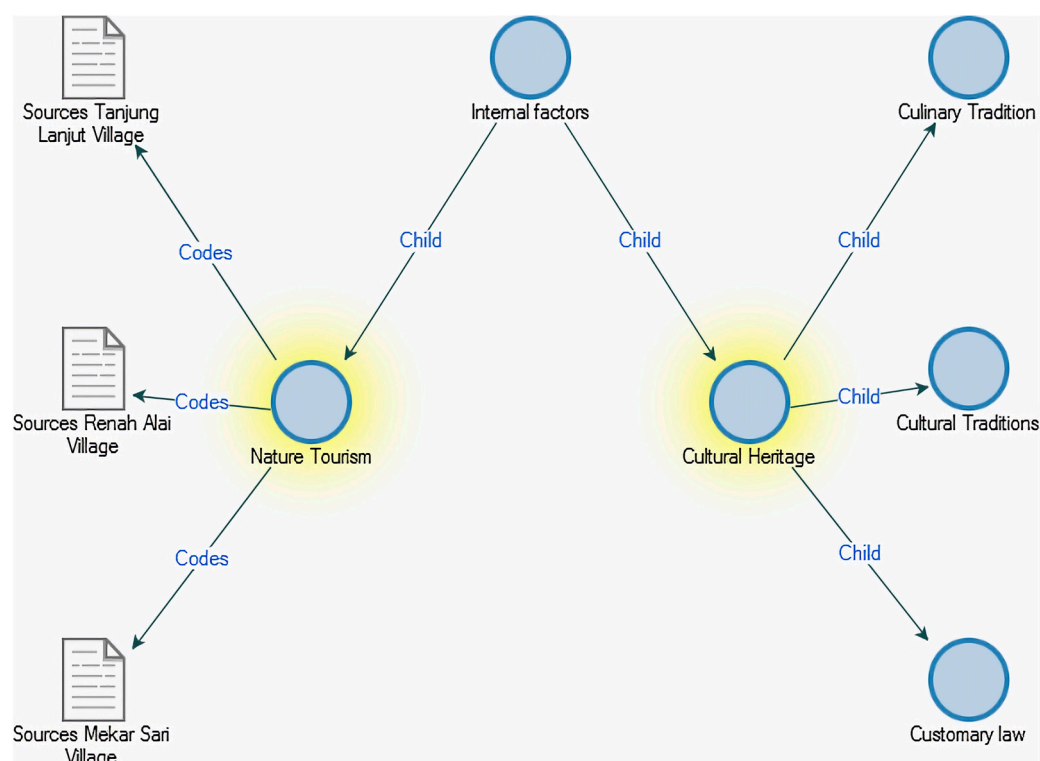 Sources Tanjung
Lanjut Village
Internal factors
Culinary Tradition
Codes
Child
Child
Child
Sources Renah Alai
Village
Codes
Nature Tourism
Cultural Heritage
Child
Cultural Traditions
Codes
Child
Sources Mekar Sari
Village
Customary law